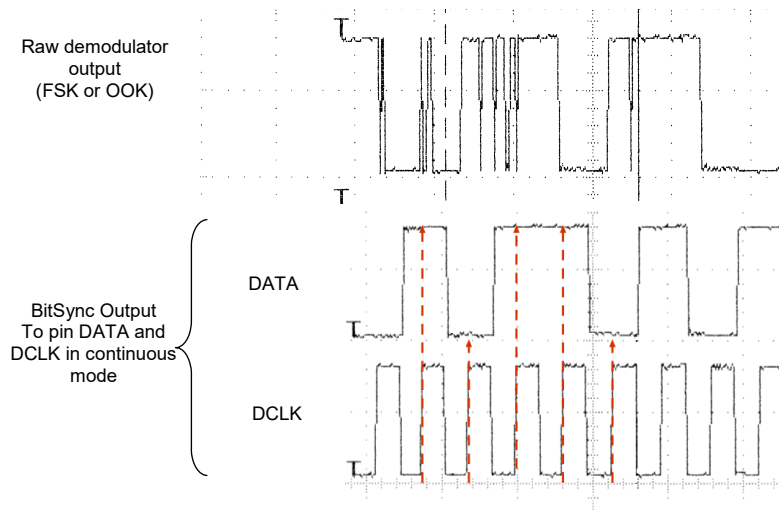 Raw demodulator
output
(FSK or OOK)
BitSync Output
To pin DATA and
DCLK in continuous
mode
DATA
DCLK